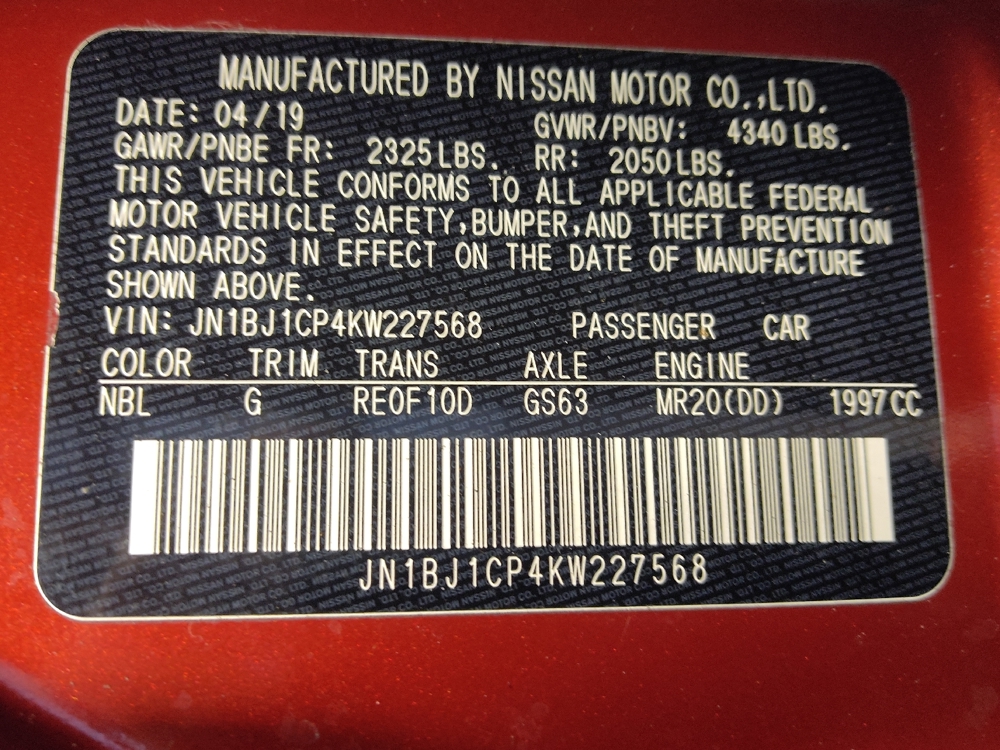 MANUFACTURED BY NISSAN MOTOR CO.,LTD.
DATE: 04/19 GVWR/PNBV: 4340 LBS.
GAWR/PNBE FR: 2325 LBS. RR: 2050 LBS.
THIS VEHICLE CONFORMS TO ALL APPLICABLE FEDERAL
MOTOR VEHICLE SAFETY,BUMPER,AND THEFT PREVENTION
STANDARDS IN EFFECT ON THE DATE OF MANUFACTURE
SHOWN ABOVE.
VIN: JN1BJ1CP4KW227568 PASSENGER CAR
COLOR TRIM TRANS AXLE ENGINE
NBL G RE0F10D GS63 MR20(DD) 1997CC
JN1BJ1CP4KW227568